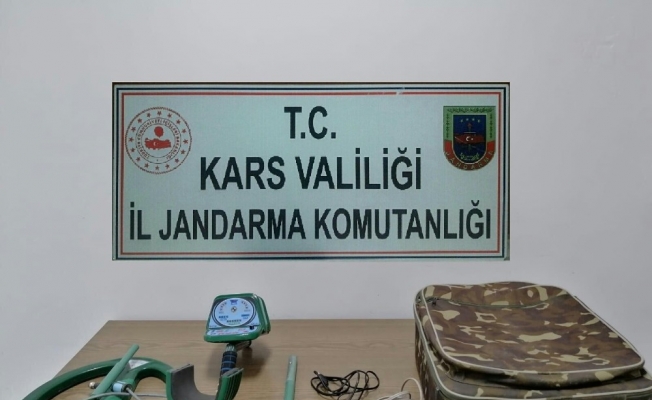 T.C.
KARS VALİLİĞİ
İL JANDARMA KOMUTANLIĞI